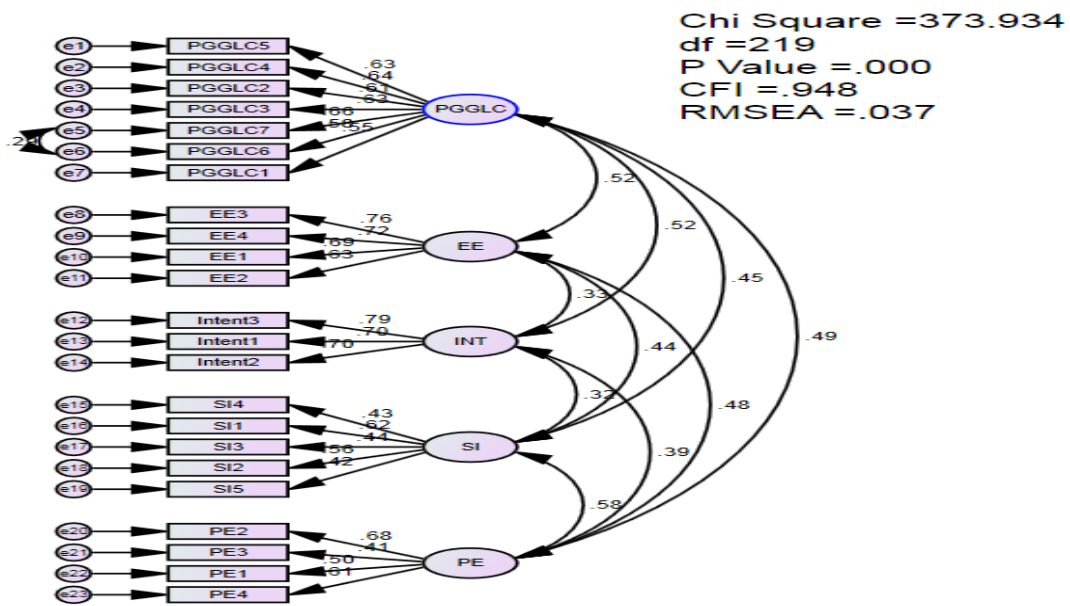 Chi Square =373.934
df =219
P Value =.000
CFI =.948
RMSEA =.037
e1 PGGLC5 .63
e2 PGGLC4 .64
e3 PGGLC2 .61
e4 PGGLC3 .63 PGGLC
e5 PGGLC7 .66
e6 PGGLC6
e7 PGGLC1 .55
.52
.52
e8 EE3 .76
e9 EE4 .72 EE
e10 EE1 .69
e11 EE2 .63
.45
.33
e12 Intent3 .79
e13 Intent1 .70 INT
e14 Intent2 .70
.49
.44
.32
e15 SI4 .43
.48
e16 SI1 .62
e17 SI3 .44 SI
e18 SI2 .56
e19 SI5 .42
.39
.58
e20 PE2 .68
e21 PE3 .41 PE
e22 PE1 .50
e23 PE4 .61